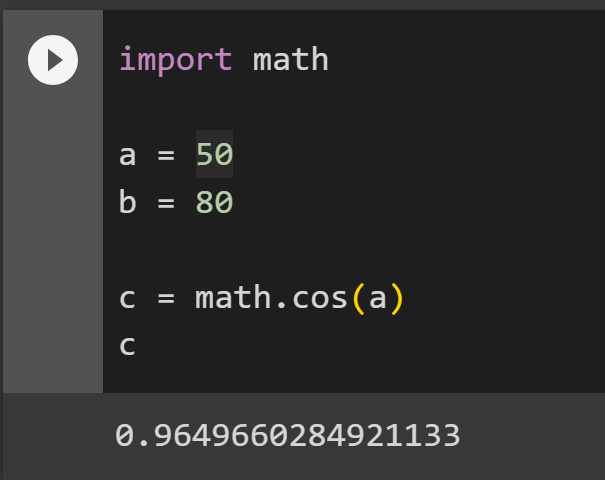 import math
a = 50
b = 80
c = math.cos(a)
c
0.9649660284921133